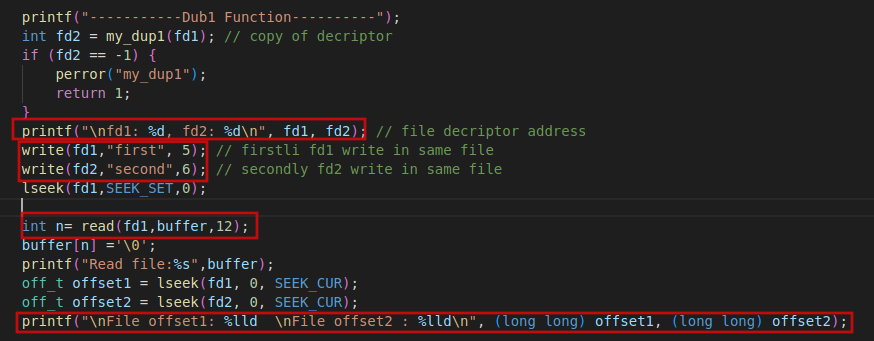 printf("-----------Dub1 Function----------");
int fd2 = my_dup1(fd1); // copy of decriptor
if (fd2 == -1) {
    perror("my_dup1");
    return 1;
}
printf("\nfd1: %d, fd2: %d\n", fd1, fd2); // file decriptor address
write(fd1,"first", 5); // firstli fd1 write in same file
write(fd2,"second",6); // secondly fd2 write in same file
lseek(fd1,SEEK_SET,0);
int n= read(fd1,buffer,12);
buffer[n] ='\0';
printf("Read file:%s",buffer);
off_t offset1 = lseek(fd1, 0, SEEK_CUR);
off_t offset2 = lseek(fd2, 0, SEEK_CUR);
printf("\nFile offset1: %lld  \nFile offset2 : %lld\n", (long long) offset1, (long long) offset2);